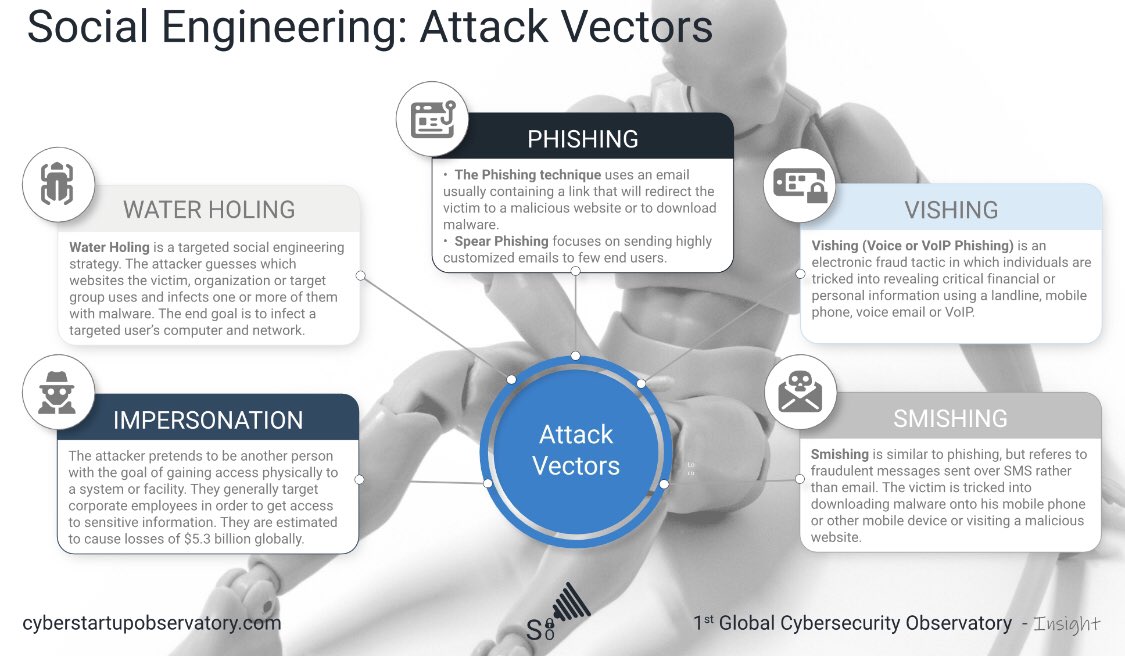 Social Engineering: Attack Vectors
PHISHING
• The Phishing technique uses an email
usually containing a link that will redirect the
victim to a malicious website or to download
malware.
• Spear Phishing focuses on sending highly
customized emails to few end users.
WATER HOLING
Water Holing is a targeted social engineering
strategy. The attacker guesses which
websites the victim, organization or target
group uses and infects one or more of them
with malware. The end goal is to infect a
targeted user's computer and network.
VISHING
Vishing (Voice or VoIP Phishing) is an
electronic fraud tactic in which individuals are
tricked into revealing critical financial or
personal information using a landline, mobile
phone, voice email or VoIP.
IMPERSONATION
The attacker pretends to be another person
with the goal of gaining access physically to
a system or facility. They generally target
corporate employees in order to get access
to sensitive information. They are estimated
to cause losses of $5.3 billion globally.
Attack
Vectors
SMISHING
Smishing is similar to phishing, but referes to
fraudulent messages sent over SMS rather
than email. The victim is tricked into
downloading malware onto his mobile phone
or other mobile device or visiting a malicious
website.
cyberstartupobservatory.com
1st Global Cybersecurity Observatory - Insight